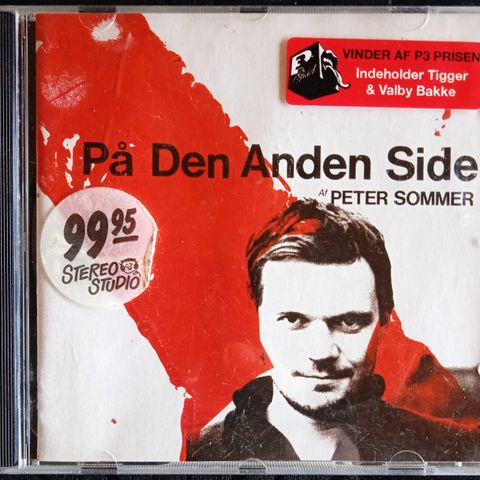 VINDER AF P3 PRISEN
Indeholder Tigger
& Valby Bakke
På Den Anden Side
Af PETER SOMMER
99 95
STEREO
STUDIO